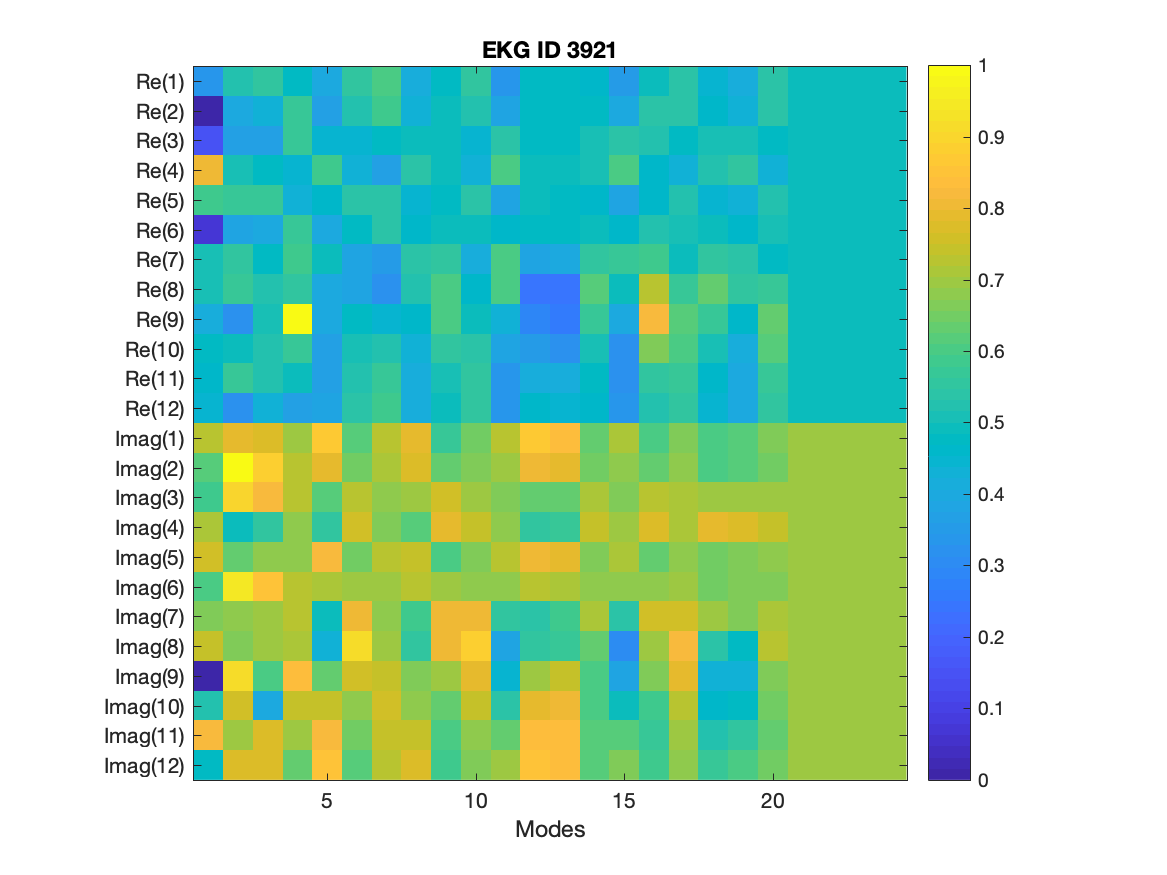 EKG ID 3921
Re(1)
Re(2)
Re(3)
Re(4)
Re(5)
Re(6)
Re(7)
Re(8)
Re(9)
Re(10)
Re(11)
Re(12)
Imag(1)
Imag(2)
Imag(3)
Imag(4)
Imag(5)
Imag(6)
Imag(7)
Imag(8)
Imag(9)
Imag(10)
Imag(11)
Imag(12)
5 10 15 20
Modes
1
0.9
0.8
0.7
0.6
0.5
0.4
0.3
0.2
0.1
0